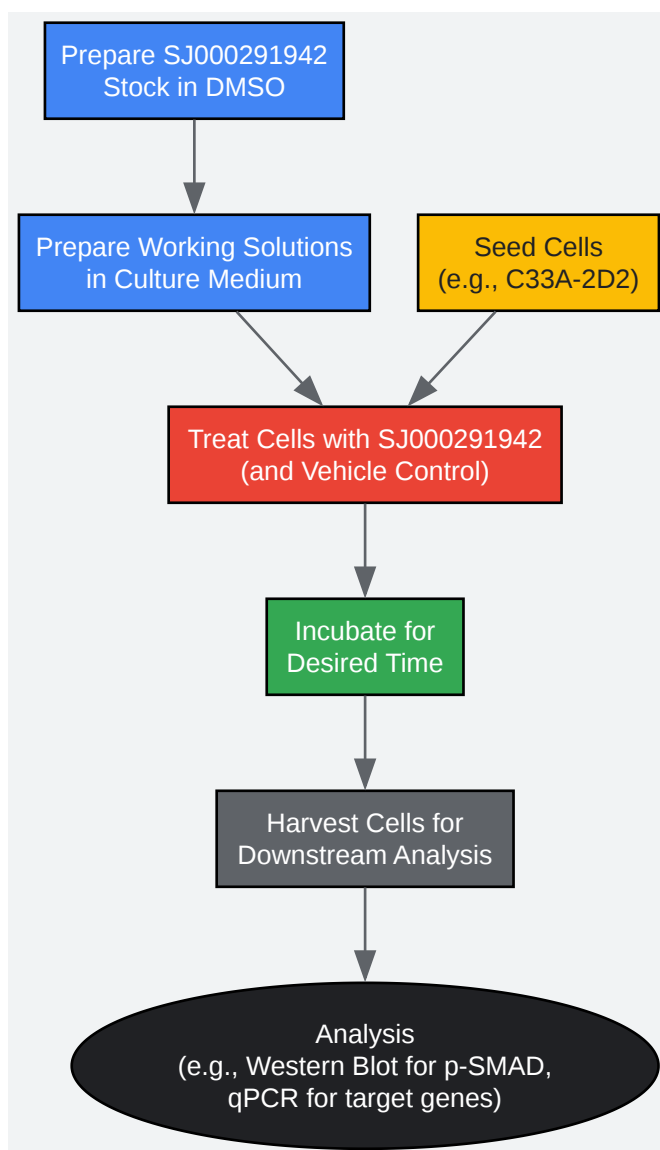 Prepare SJ000291942
Stock in DMSO
Prepare Working Solutions
in Culture Medium
Seed Cells
(e.g., C33A-2D2)
Treat Cells with SJ000291942
(and Vehicle Control)
Incubate for
Desired Time
Harvest Cells for
Downstream Analysis
Analysis
(e.g., Western Blot for p-SMAD,
qPCR for target genes)